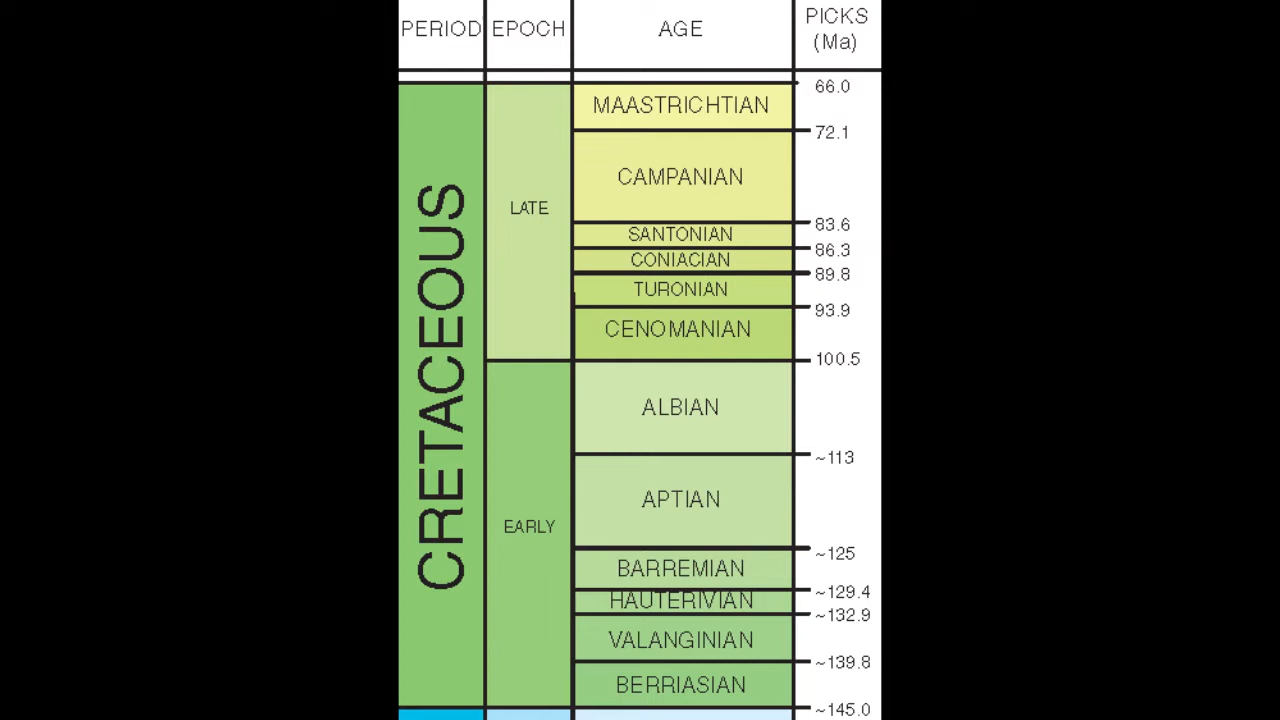 PERIOD EPOCH AGE PICKS
(Ma)
66.0
MAASTRICHTIAN
72.1
CAMPANIAN
LATE
83.6
SANTONIAN
86.3
CONIACIAN
89.8
TURONIAN
93.9
CENOMANIAN
100.5
CRETACEOUS
ALBIAN
~113
APTIAN
EARLY
~125
BARREMIAN
~129.4
HAUTERIVIAN
~132.9
VALANGINIAN
~139.8
BERRIASIAN
~145.0